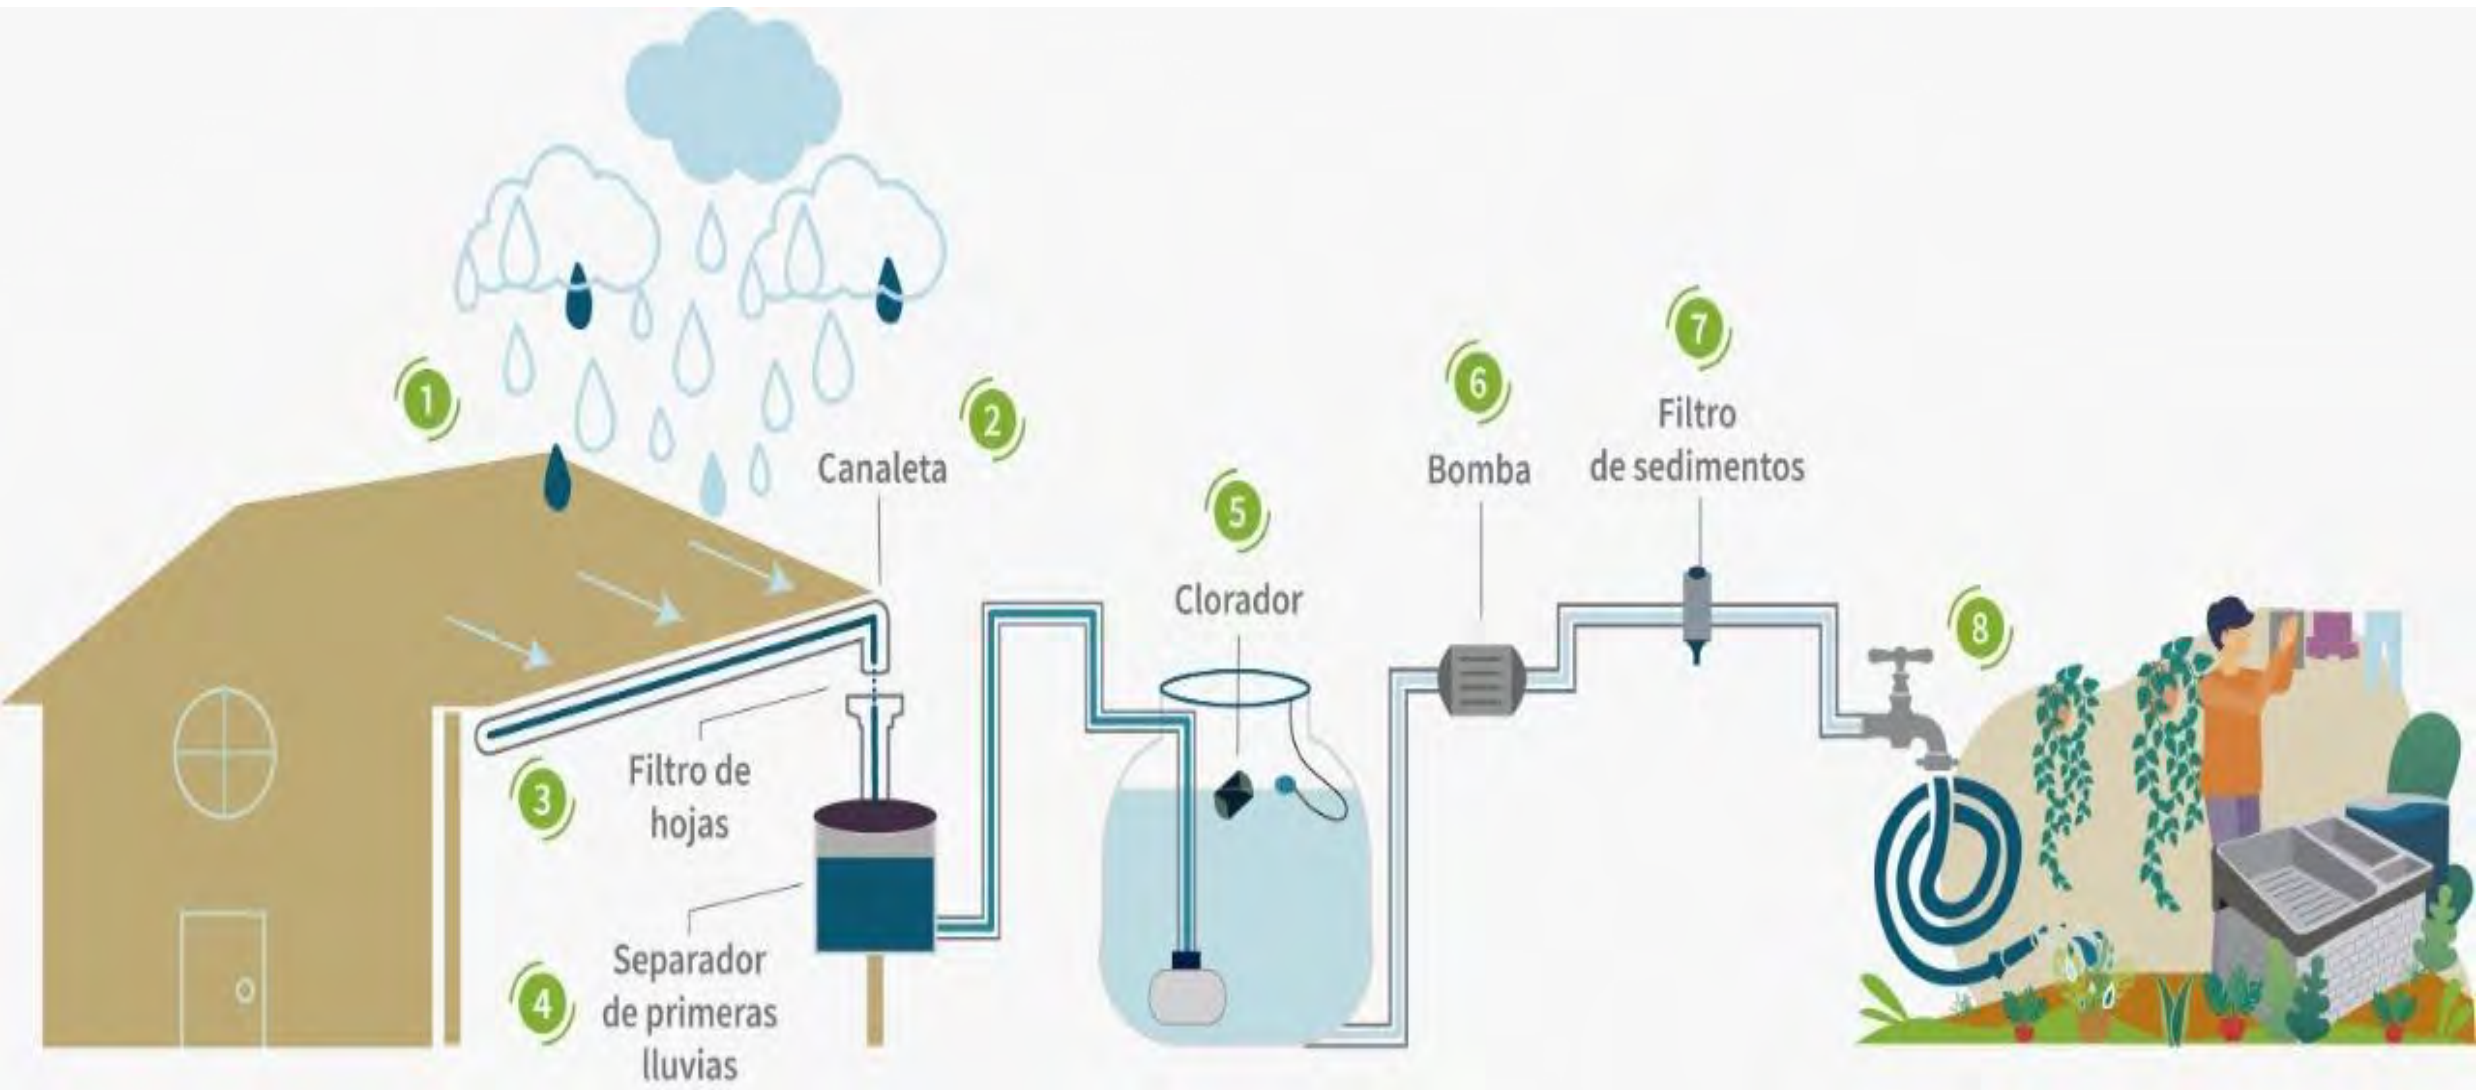 1
2
Canaleta
3
Filtro de
hojas
4
Separador
de primeras
lluvias
5
Clorador
6
Bomba
7
Filtro
de sedimentos
8